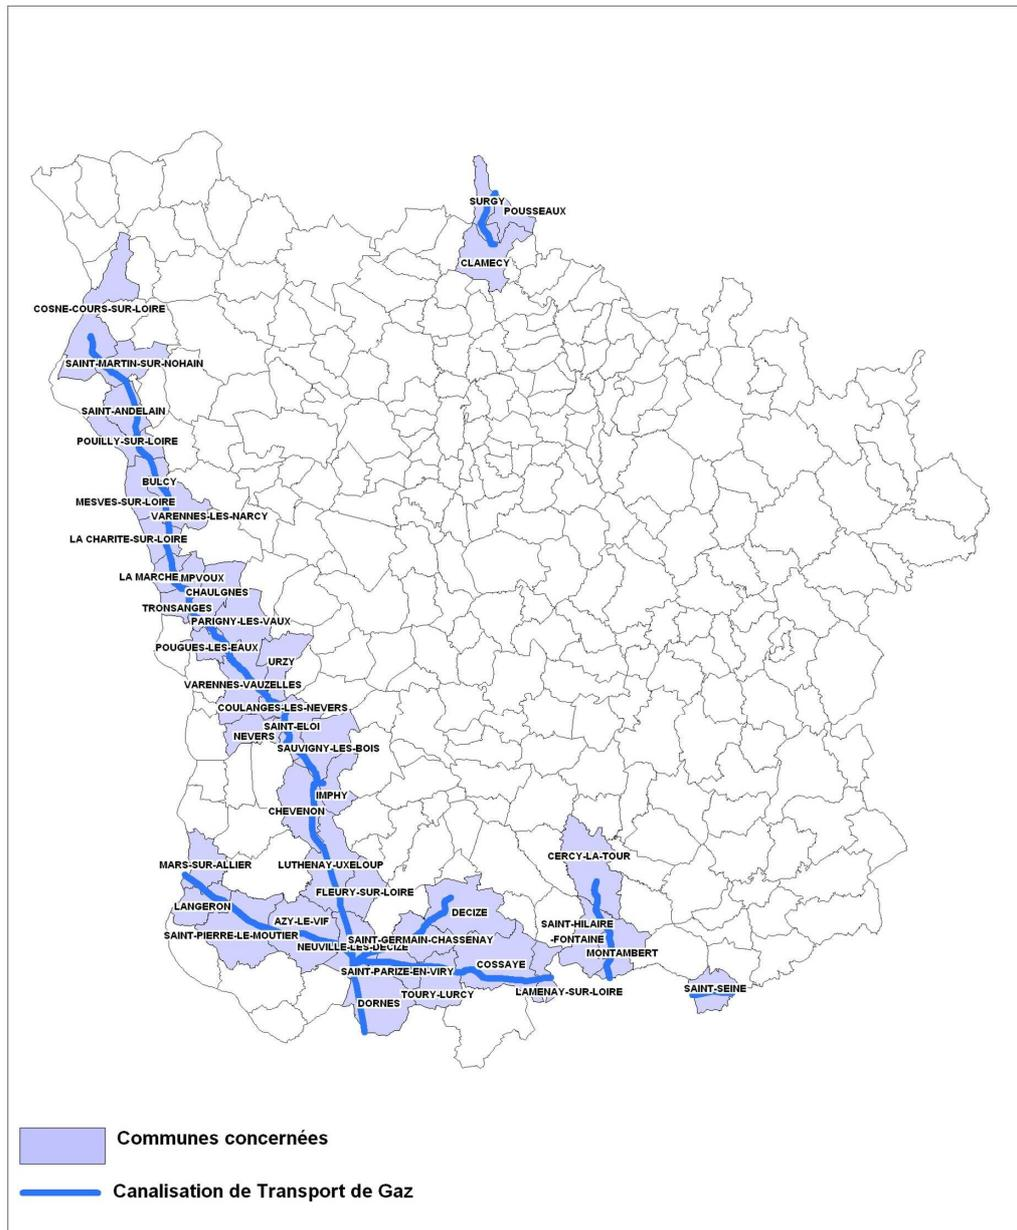 SURGY
POUSSEAUX
CLAMECY
COSNE-COURS-SUR-LOIRE
SAINT-MARTIN-SUR-NOHAIN
SAINT-ANDELAIN
POUILLY-SUR-LOIRE
BULCY
MESVES-SUR-LOIRE
VARENNES-LES-NARCY
LA CHARITE-SUR-LOIRE
LA MARCHE MPVOUX
CHAULGNES
TRONSANGES
PARIGNY-LES-VAUX
POUGUES-LES-EAUX
URZY
VARENNES-VAUZELLES
COULANGES-LES-NEVERS
SAINT-ELOI
NEVERS
SAUVIGNY-LES-BOIS
IMPHY
CHEVENON
CERCY-LA-TOUR
MARS-SUR-ALLIER
LUTHENAY-UXELOUP
FLEURY-SUR-LOIRE
LANGERON
DECIZE
AZY-LE-VIF
SAINT-HILAIRE
-FONTAINE
SAINT-PIERRE-LE-MOUTIER
SAINT-GERMAIN-CHASSENAY
NEUVILLE-LES-DECIZE
MONTAMBERT
COSSAYE
SAINT-PARIZE-EN-VIRY
SAINT-SEINE
LAMENAY-SUR-LOIRE
TOURY-LURCY
DORNES
Communes concernées
Canalisation de Transport de Gaz